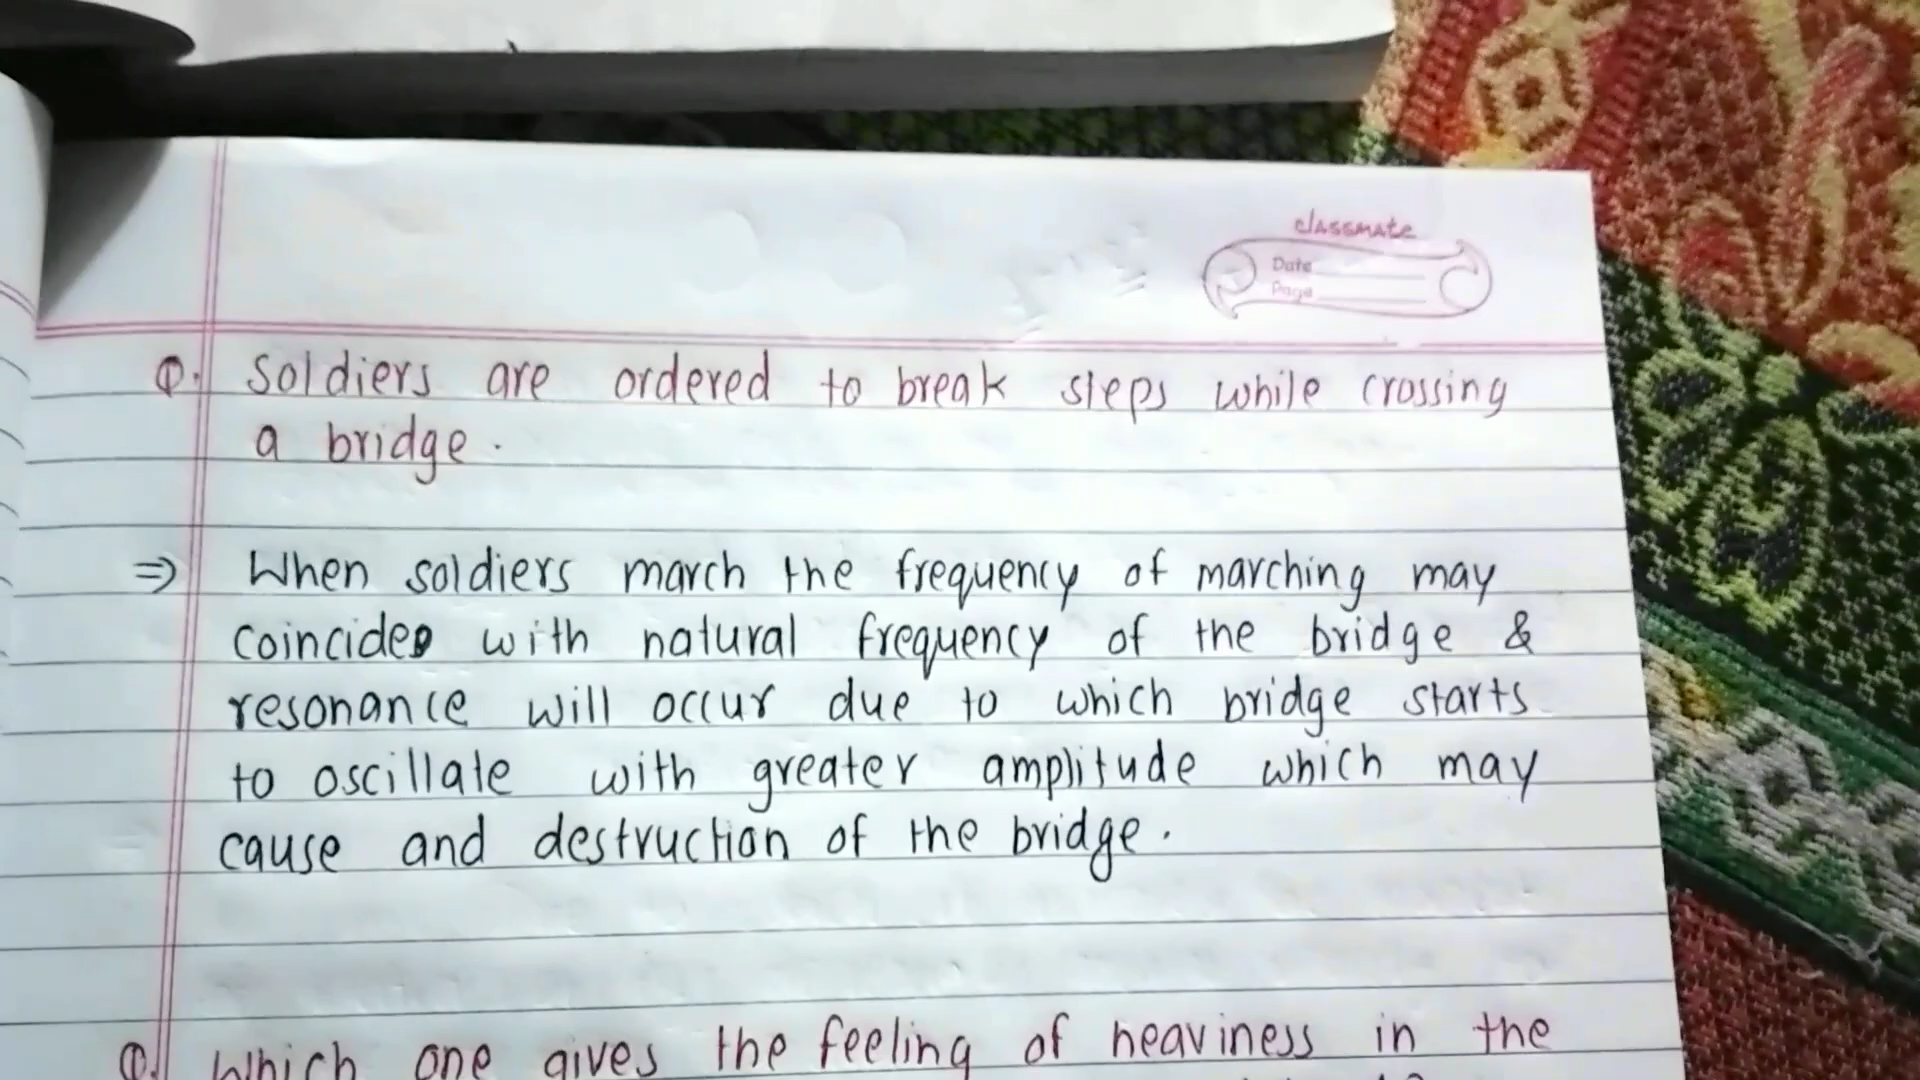 classmate
Date
Page
Q. Soldiers are ordered to break steps while crossing
a bridge.
⇒ When soldiers march the frequency of marching may
coincides with natural frequency of the bridge &
resonance will occur due to which bridge starts
to oscillate with greater amplitude which may
cause and destruction of the bridge.
Q. Which one gives the feeling of heaviness in the